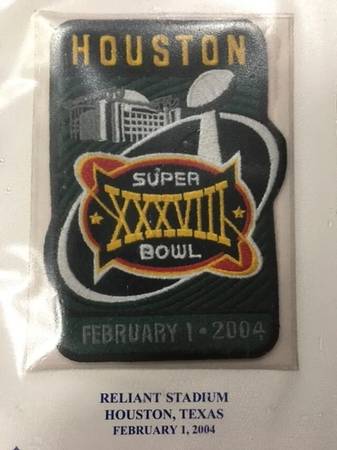 HOUSTON
SUPER
XXXVIII
BOWL
FEBRUARY 1 • 2004
RELIANT STADIUM
HOUSTON, TEXAS
FEBRUARY 1, 2004